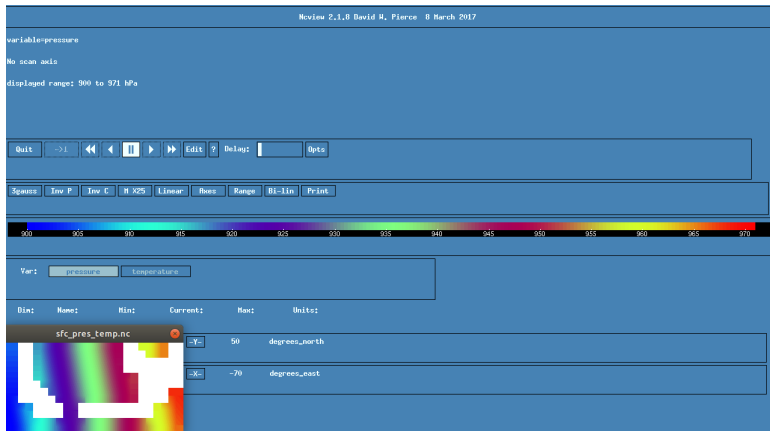 Ncview 2.1.8 David W. Pierce 8 March 2017
variable=pressure
No scan axis
displayed range: 900 to 971 hPa
Quit ->1 Edit ? Delay: Opts
3gauss Inv P Inv C M X25 Linear Axes Range Bi-lin Print
900 905 910 915 920 925 930 935 940 945 950 955 960 965 970
Var: pressure temperature
Dim: Name: Min: Current: Max: Units:
sfc_pres_temp.nc
-Y- 50 degrees_north
-X- -70 degrees_east